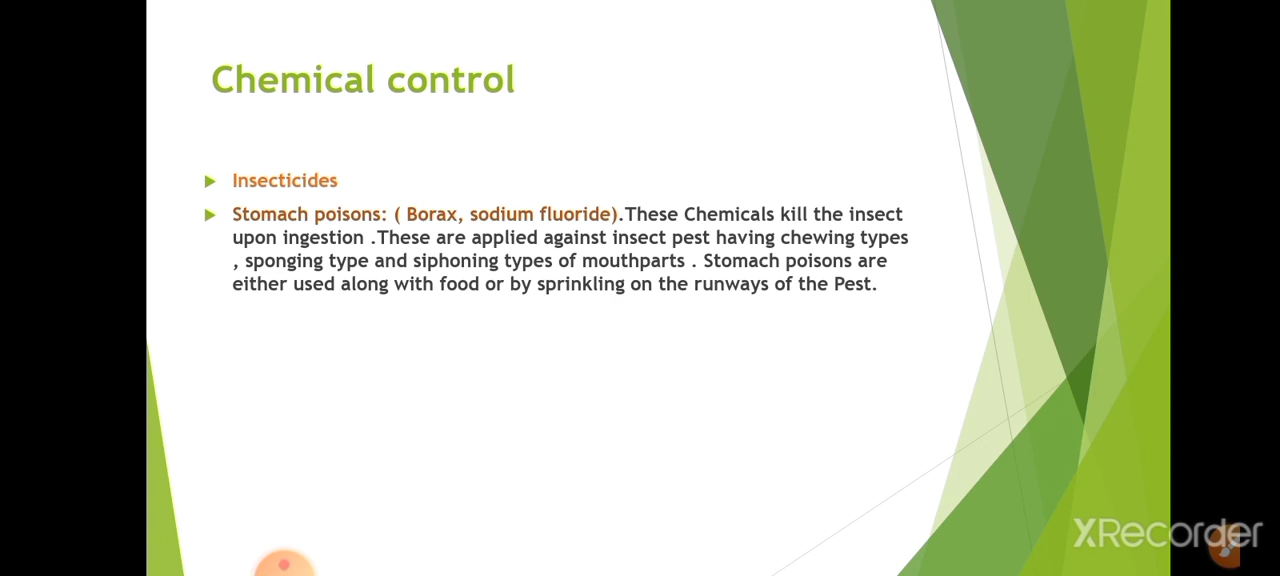 Chemical control
Insecticides
Stomach poisons: ( Borax, sodium fluoride).These Chemicals kill the insect
upon ingestion .These are applied against insect pest having chewing types
, sponging type and siphoning types of mouthparts . Stomach poisons are
either used along with food or by sprinkling on the runways of the Pest.
XRecorder